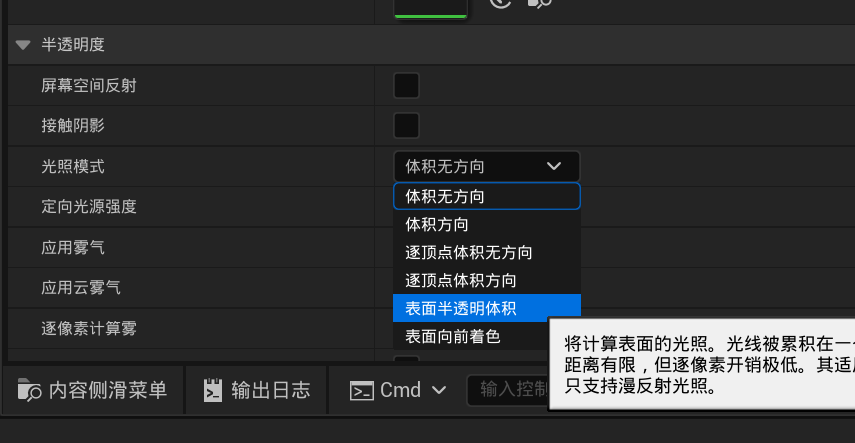 半透明度
屏幕空间反射
接触阴影
光照模式
体积无方向
体积无方向
定向光源强度
体积方向
应用雾气
逐顶点体积无方向
应用云雾气
逐顶点体积方向
表面半透明体积
逐像素计算雾
表面向前着色
将计算表面的光照。光线被累积在一
距离有限，但逐像素开销极低。其适
只支持漫反射光照。
内容侧滑菜单
输出日志
Cmd
输入控制